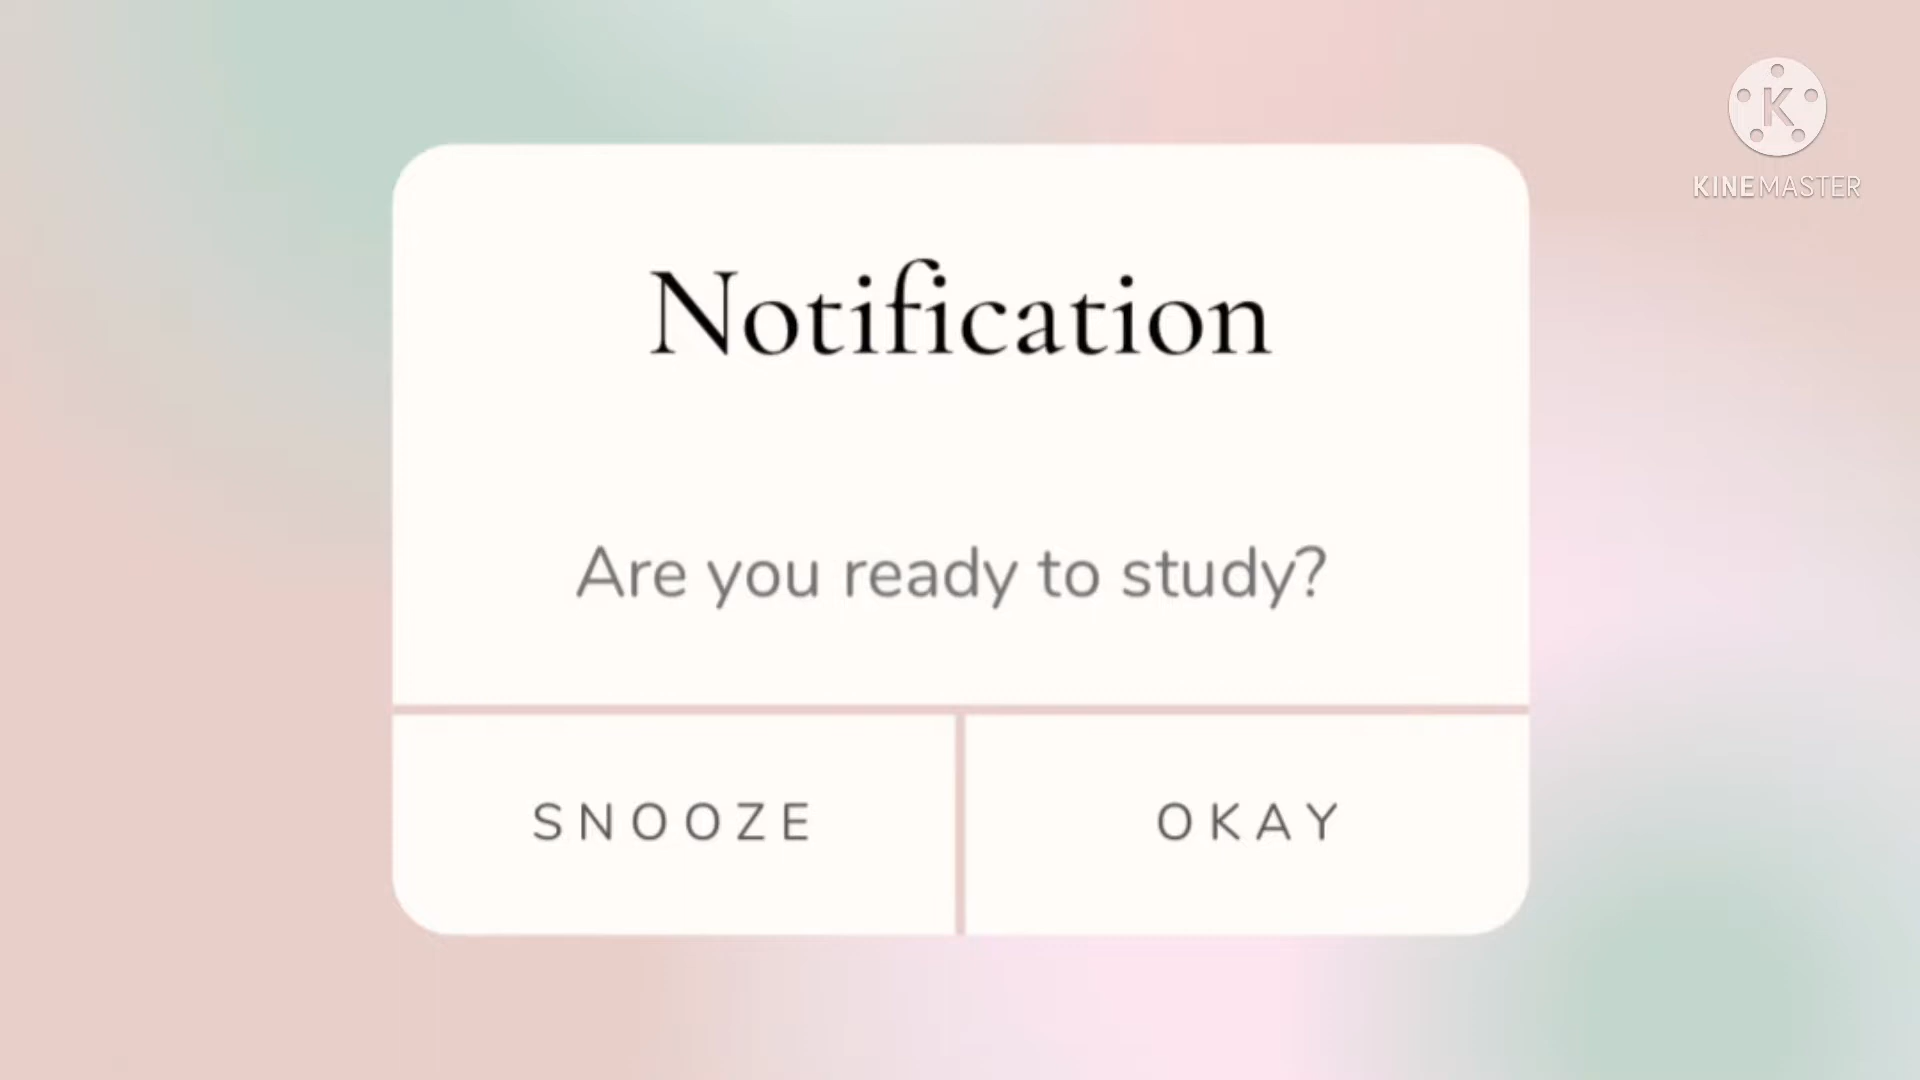 K
KINEMASTER
Notification
Are you ready to study?
SNOOZE
OKAY